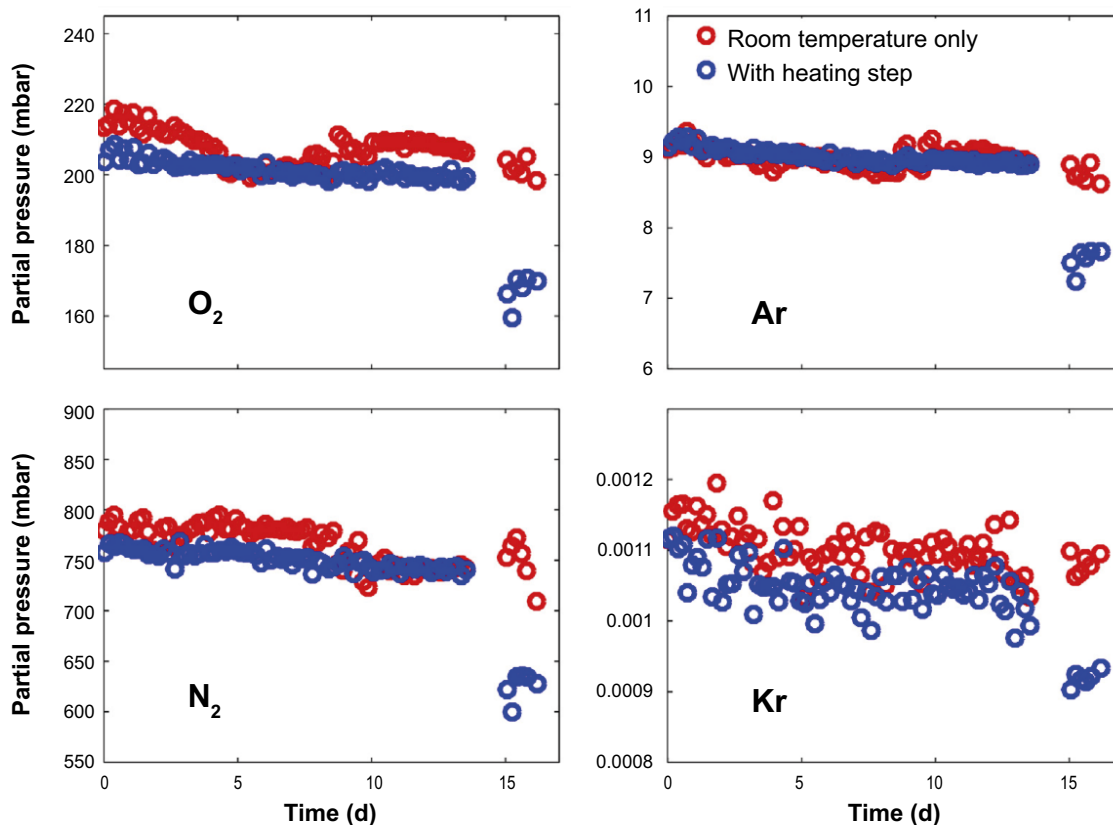 240
220
200
180
160
Partial pressure (mbar)
O2
11
10
9
8
7
6
Room temperature only
With heating step
Ar
900
850
800
750
700
650
600
550
Partial pressure (mbar)
N2
0 5 10 15
Time (d)
0.0012
0.0011
0.001
0.0009
0.0008
Kr
0 5 10 15
Time (d)